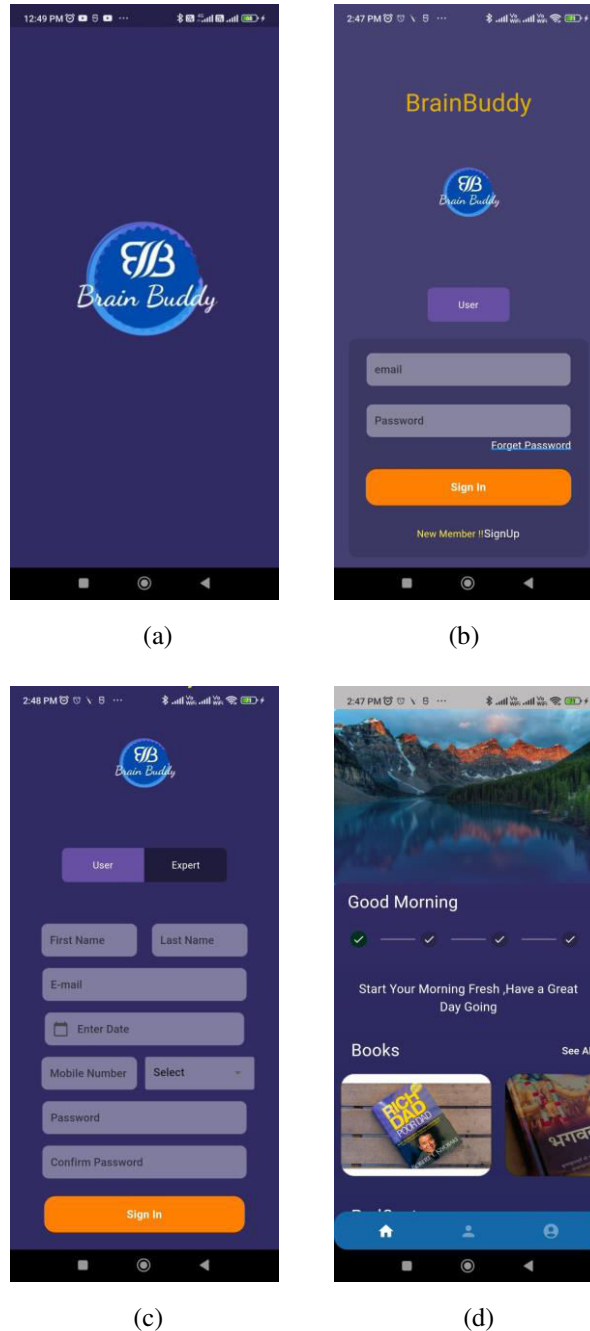 12:49 PM
Brain Buddy
(a)
2:47 PM
BrainBuddy
Brain Buddy
User
email
Password
Forget Password
Sign In
New Member !!SignUp
(b)
2:48 PM
Brain Buddy
User Expert
First Name Last Name
E-mail
Enter Date
Mobile Number Select
Password
Confirm Password
Sign In
(c)
2:47 PM
Good Morning
Start Your Morning Fresh ,Have a Great
Day Going
Books See Al
RICH
DAD
POOR DAD
भगव
(d)